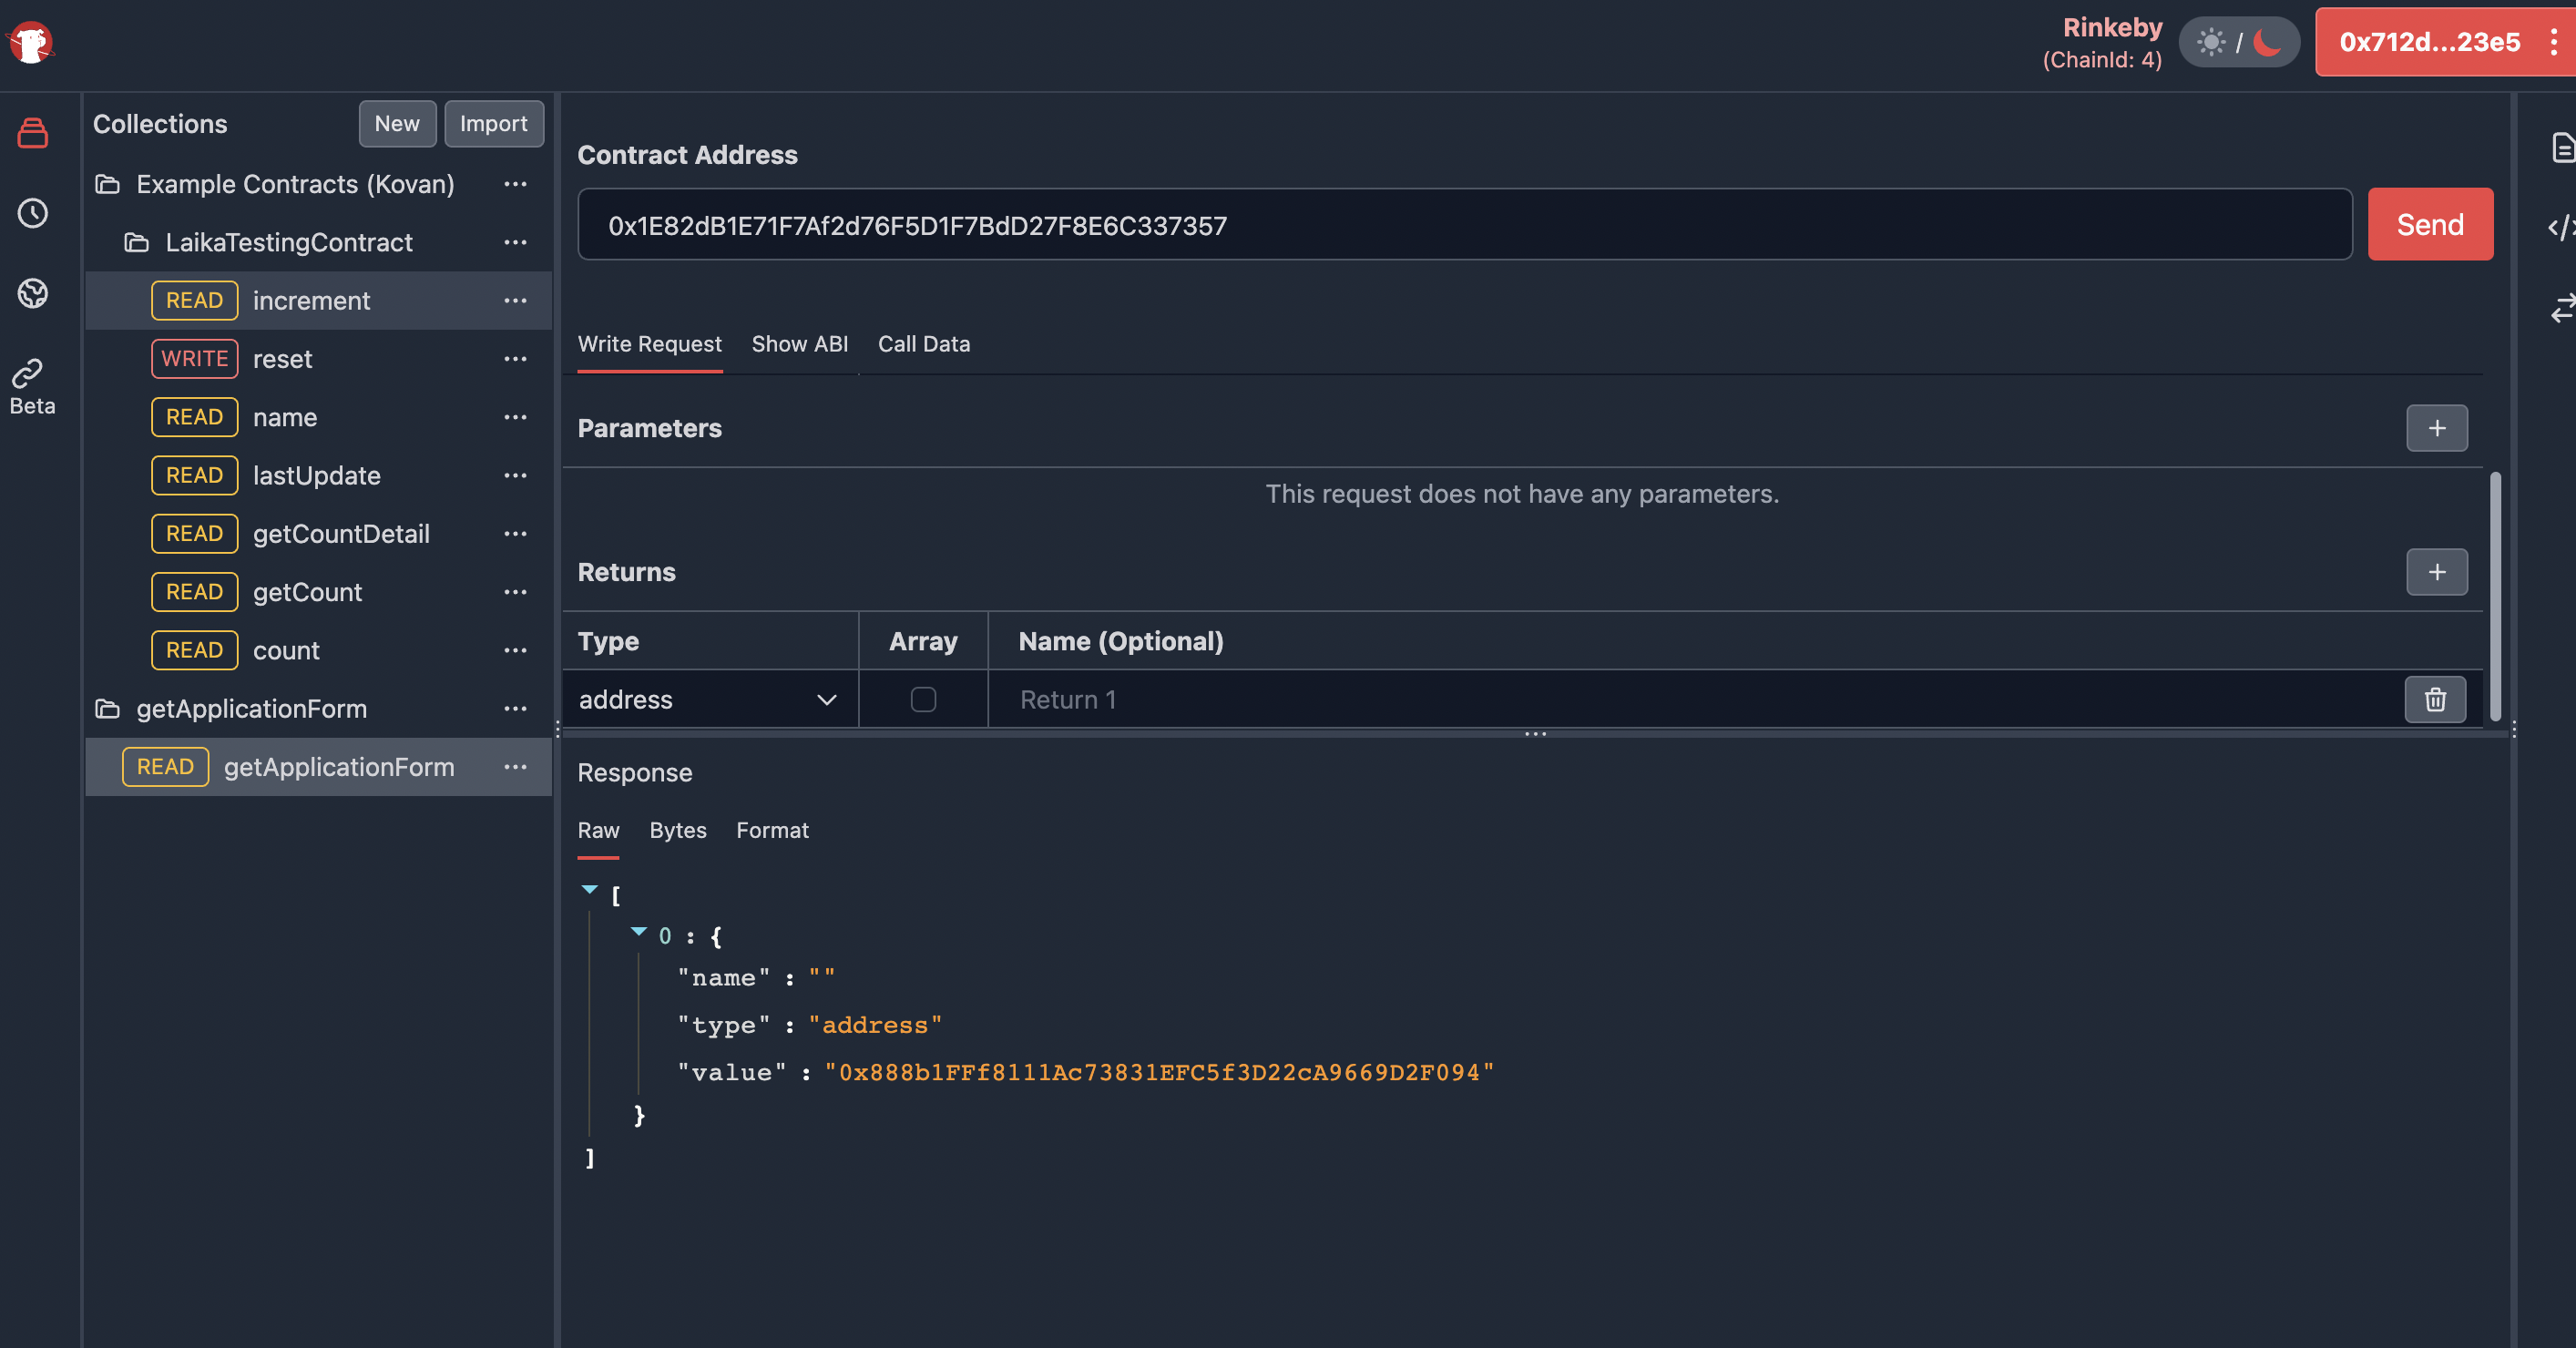 Rinkeby
(ChainId: 4)
/
0x712d...23e5
Beta
Collections
New
Import
Example Contracts (Kovan)
LaikaTestingContract
READ increment
WRITE reset
READ name
READ lastUpdate
READ getCountDetail
READ getCount
READ count
getApplicationForm
READ getApplicationForm
Contract Address
0x1E82dB1E71F7Af2d76F5D1F7BdD27F8E6C337357
Send
Write Request Show ABI Call Data
Parameters
+
This request does not have any parameters.
Returns
+
Type Array Name (Optional)
address Return 1
Response
Raw Bytes Format
[
0 : {
"name" : ""
"type" : "address"
"value" : "0x888b1FFf8111Ac73831EFC5f3D22cA9669D2F094"
}
]